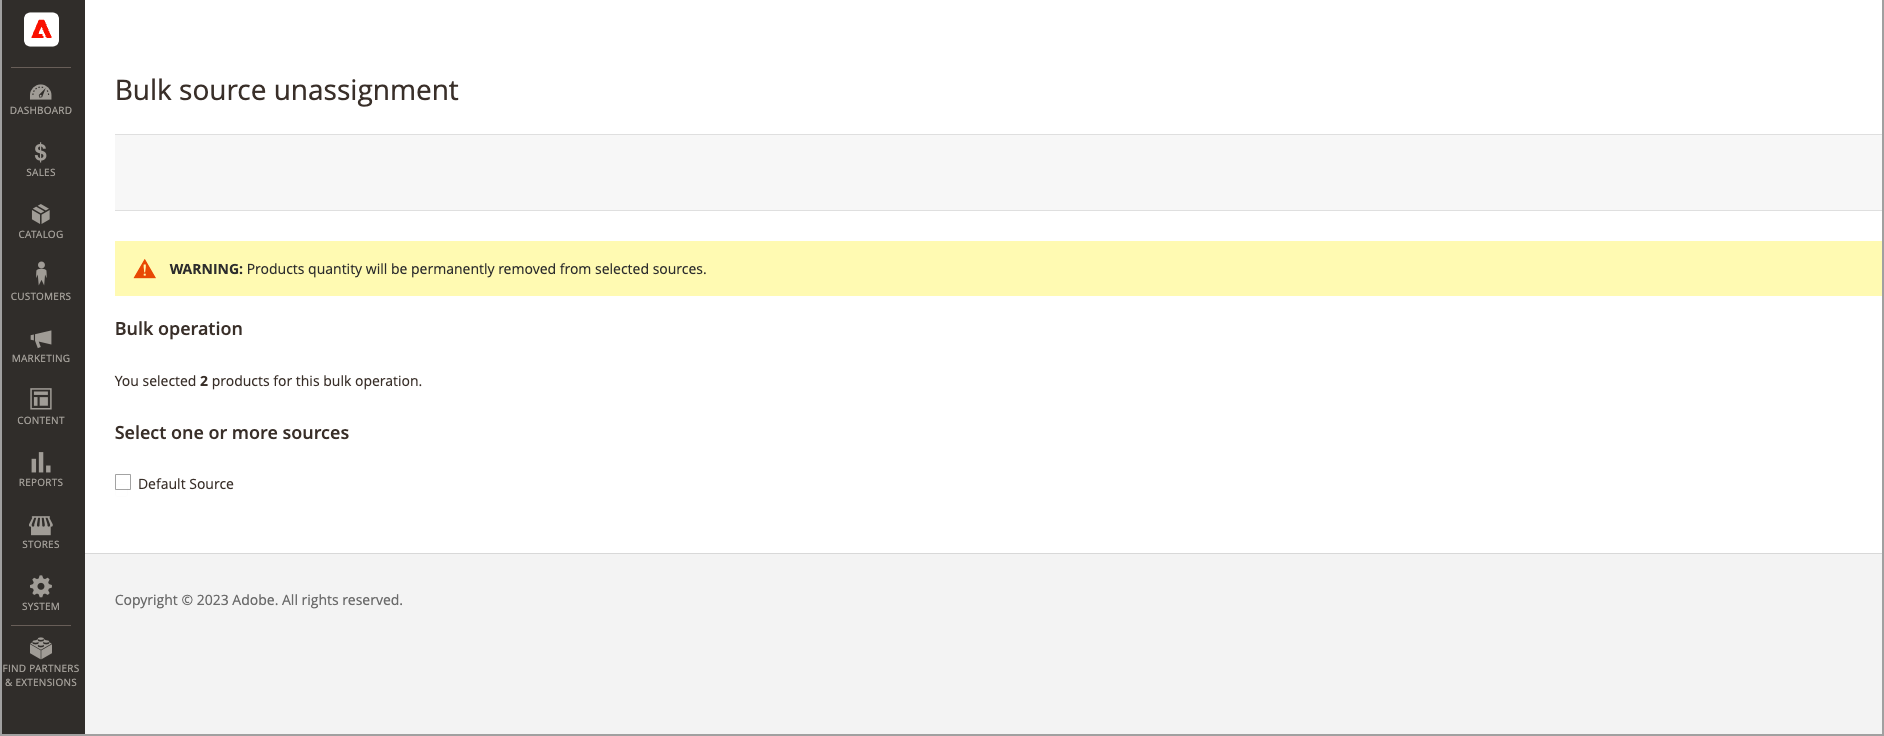 DASHBOARD
SALES
CATALOG
CUSTOMERS
MARKETING
CONTENT
REPORTS
STORES
SYSTEM
FIND PARTNERS
& EXTENSIONS
Bulk source unassignment
WARNING: Products quantity will be permanently removed from selected sources.
Bulk operation
You selected 2 products for this bulk operation.
Select one or more sources
Default Source
Copyright © 2023 Adobe. All rights reserved.